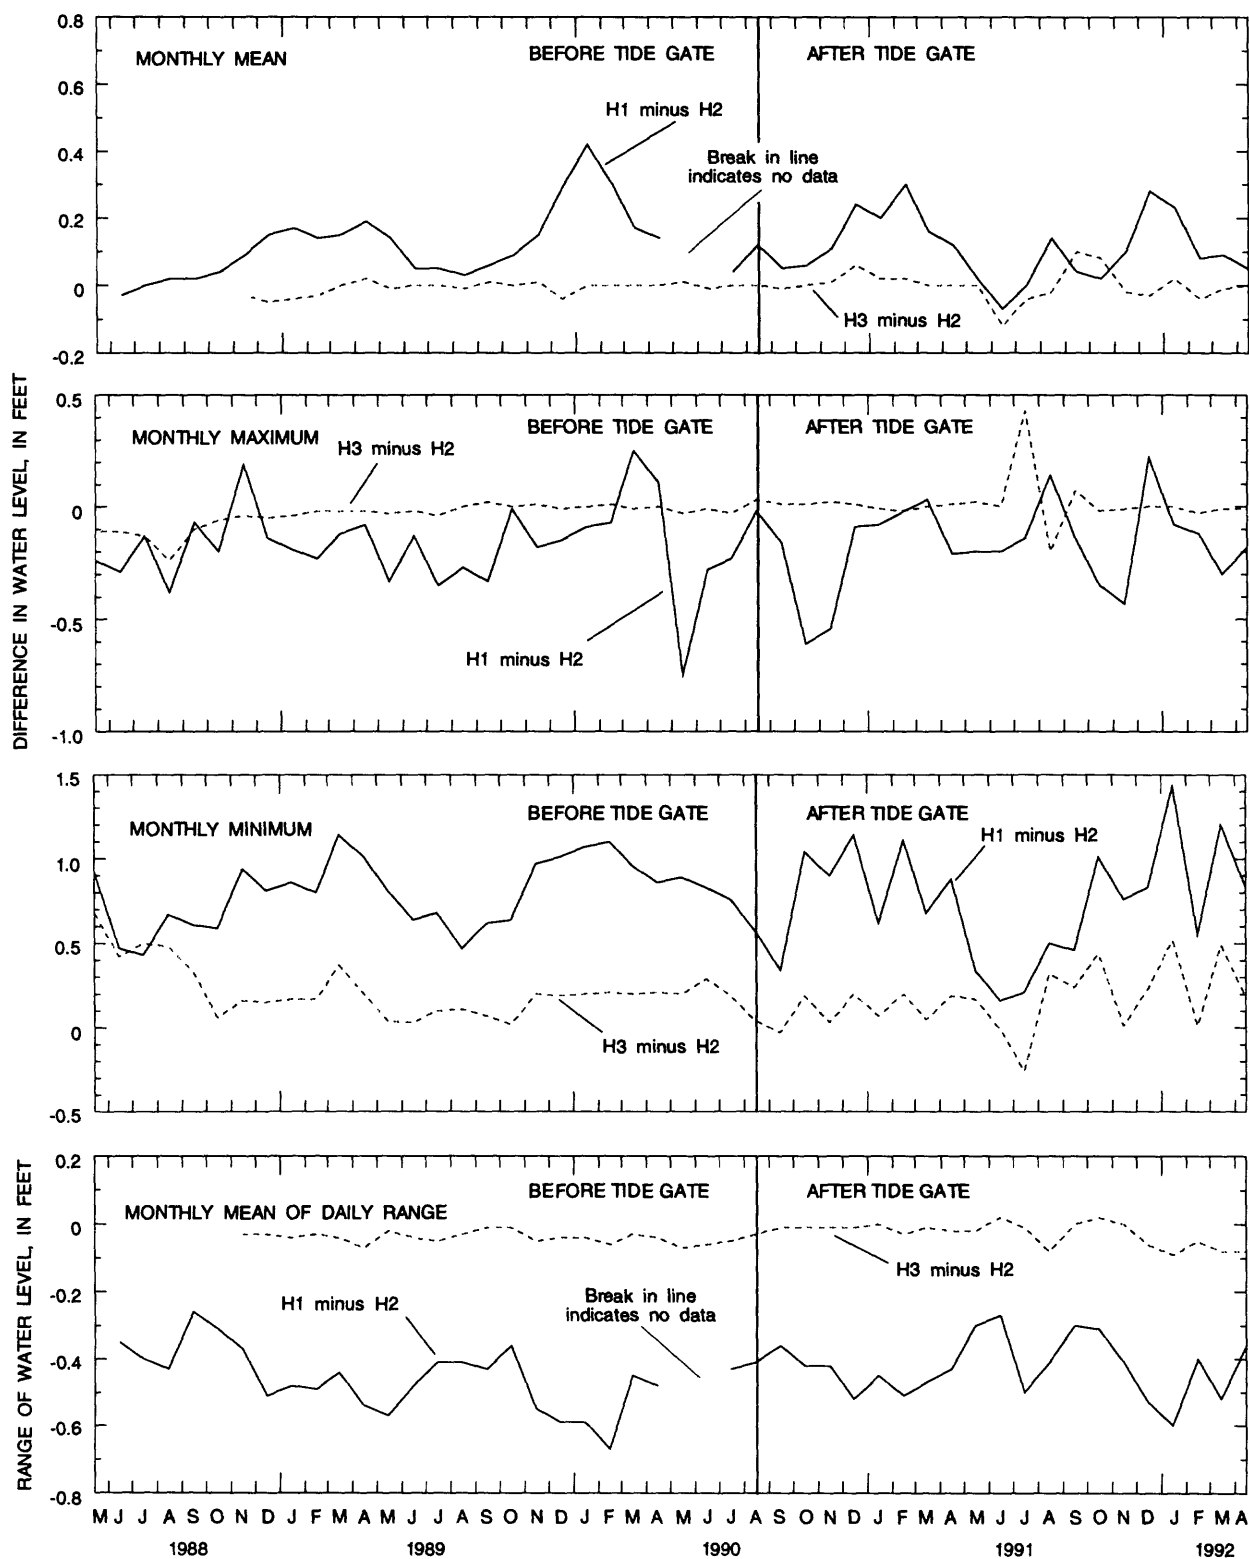 DIFFERENCE IN WATER LEVEL, IN FEET
0.8
0.6
0.4
0.2
0
-0.2
MONTHLY MEAN
BEFORE TIDE GATE
AFTER TIDE GATE
H1 minus H2
Break in line
indicates no data
H3 minus H2
0.5
0
-0.5
-1.0
MONTHLY MAXIMUM
BEFORE TIDE GATE
AFTER TIDE GATE
H3 minus H2
H1 minus H2
1.5
1.0
0.5
0
-0.5
MONTHLY MINIMUM
BEFORE TIDE GATE
AFTER TIDE GATE
H1 minus H2
H3 minus H2
RANGE OF WATER LEVEL, IN FEET
0.2
0
-0.2
-0.4
-0.6
-0.8
MONTHLY MEAN OF DAILY RANGE
BEFORE TIDE GATE
AFTER TIDE GATE
H3 minus H2
H1 minus H2
Break in line
indicates no data
M J J A S O N D J F M A M J J A S O N D J F M A M J J A S O N D J F M A M J J A S O N D J F M A
1988 1989 1990 1991 1992